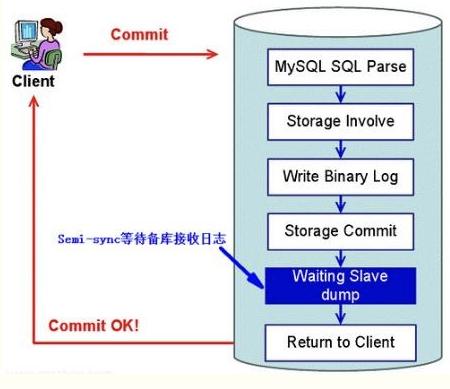 Commit
Client
MySQL SQL Parse
Storage Involve
Write Binary Log
Storage Commit
Semi-sync等待备库接收日志
Waiting Slave
dump
Commit OK!
Return to Client